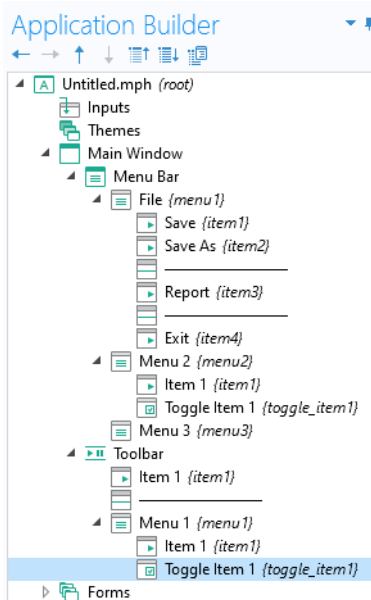 Application Builder
Untitled.mph (root)
Inputs
Themes
Main Window
Menu Bar
File {menu1}
Save {item1}
Save As {item2}
Report {item3}
Exit {item4}
Menu 2 {menu2}
Item 1 {item1}
Toggle Item 1 {toggle_item1}
Menu 3 {menu3}
Toolbar
Item 1 {item1}
Menu 1 {menu1}
Item 1 {item1}
Toggle Item 1 {toggle_item1}
Forms